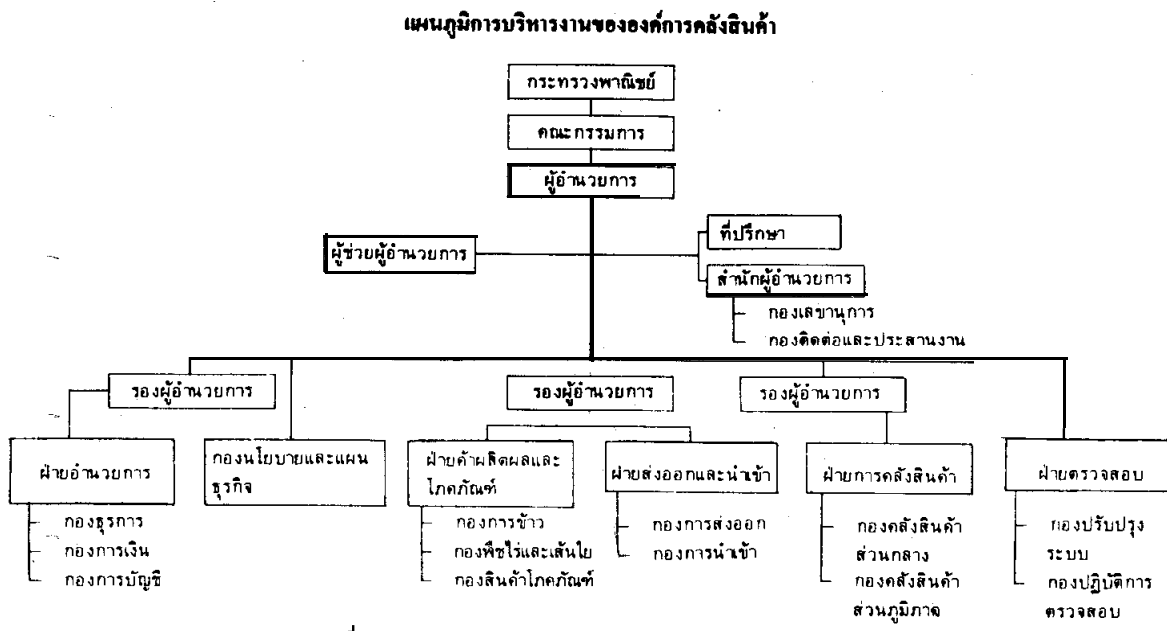 แผนภูมิการบริหารงานขององค์การคลังสินค้า
กระทรวงพาณิชย์
คณะกรรมการ
ผู้อำนวยการ
ผู้ช่วยผู้อำนวยการ
ที่ปรึกษา
สำนักผู้อำนวยการ
กองเลขานุการ
กองติดต่อและประสานงาน
รองผู้อำนวยการ
รองผู้อำนวยการ
รองผู้อำนวยการ
ฝ่ายอำนวยการ
กองธุรการ
กองการเงิน
กองการบัญชี
กองนโยบายและแผน
ธุรกิจ
ฝ่ายค้าผลิตผลและ
โภคภัณฑ์
กองการข้าว
กองพืชไร่และเส้นใย
กองสินค้าโภคภัณฑ์
ฝ่ายส่งออกและนำเข้า
กองการส่งออก
กองการนำเข้า
ฝ่ายการคลังสินค้า
กองคลังสินค้า
ส่วนกลาง
กองคลังสินค้า
ส่วนภูมิภาค
ฝ่ายตรวจสอบ
กองปรับปรุง
ระบบ
กองปฏิบัติการ
ตรวจสอบ